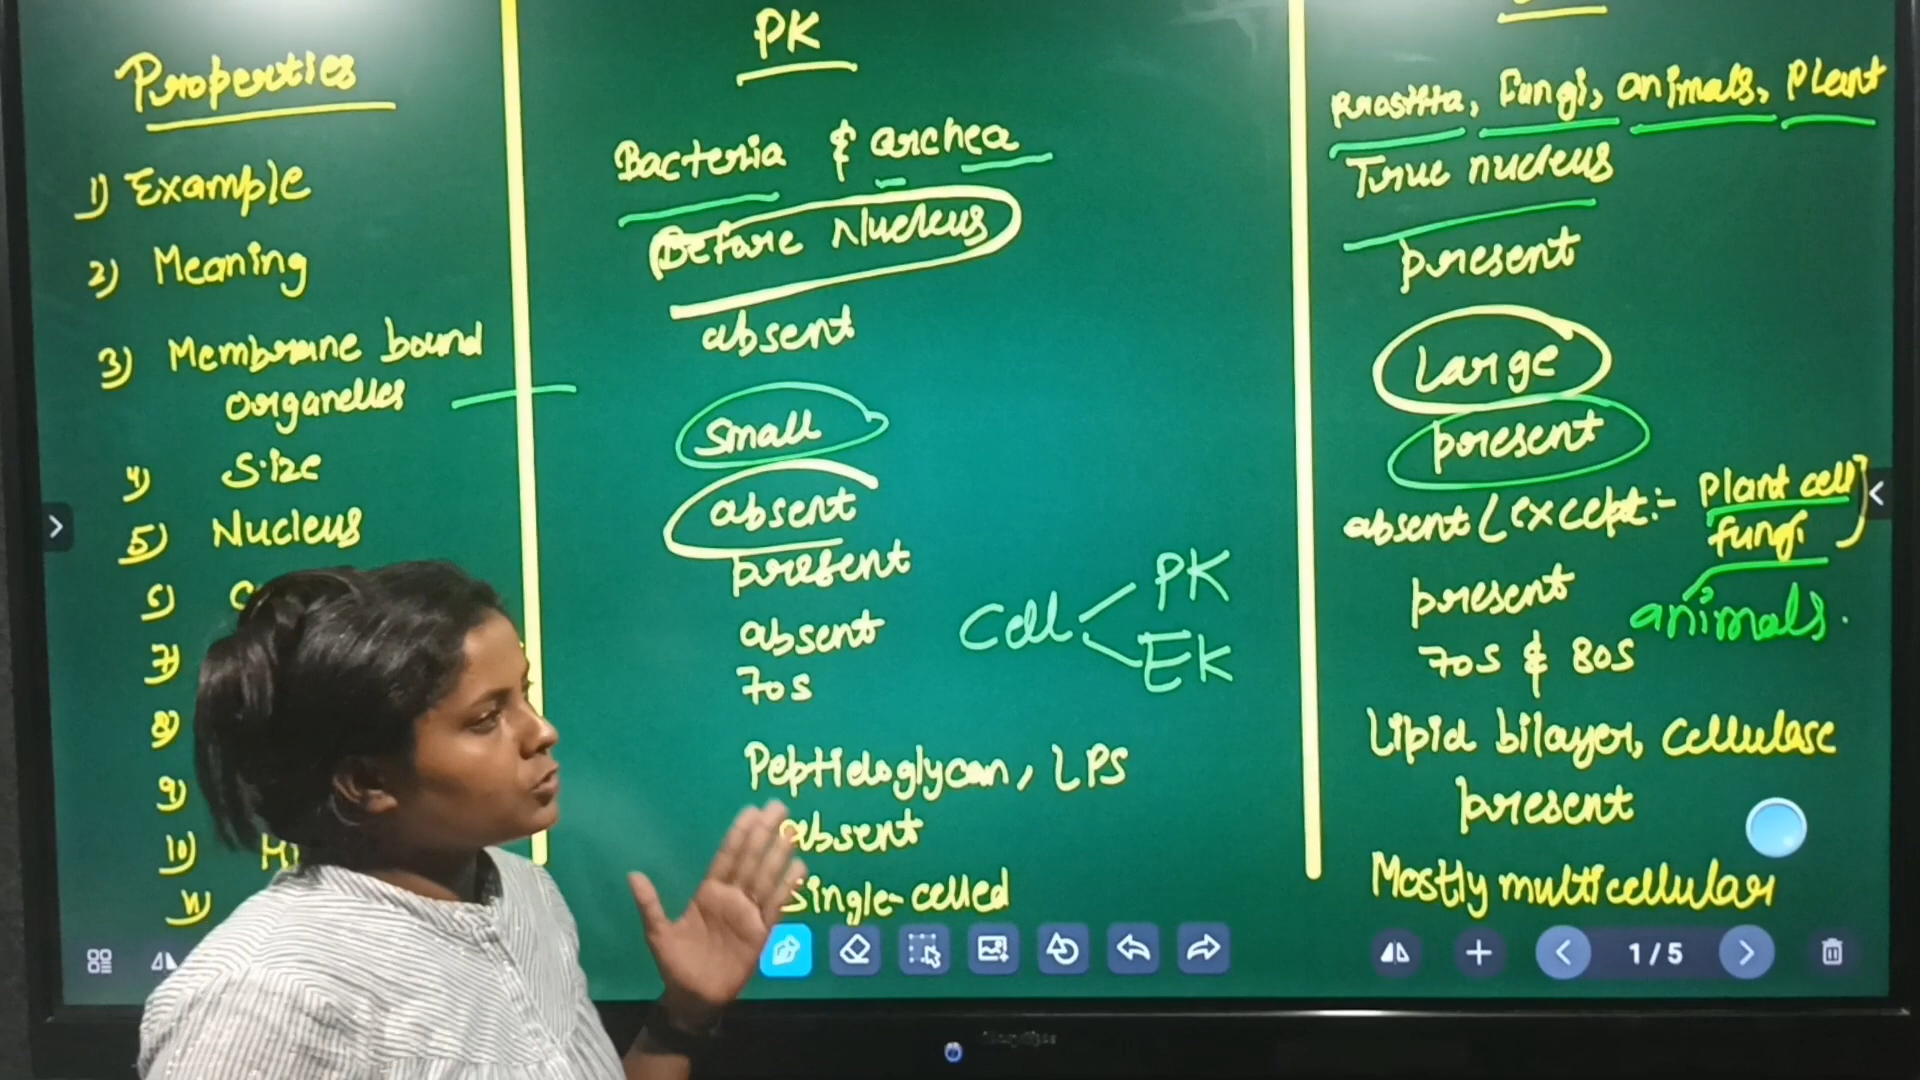 Properties
1) Example
2) Meaning
3) Membrane bound
organelles
4) Size
5) Nucleus
7)
8)
9)
10)
PK
Bacteria & archea
Before Nucleus
absent
Small
absent
present
absent
70s
Peptidoglycan, LPS
absent
Single-celled
Cell
PK
EK
Fungi, animals, Plant
True nucleus
present
Large
present
absent (except:- Plant cell
fungi
present
animals.
70s & 80s
Lipid bilayer, Cellulase
present
Mostly multicellular
1/5